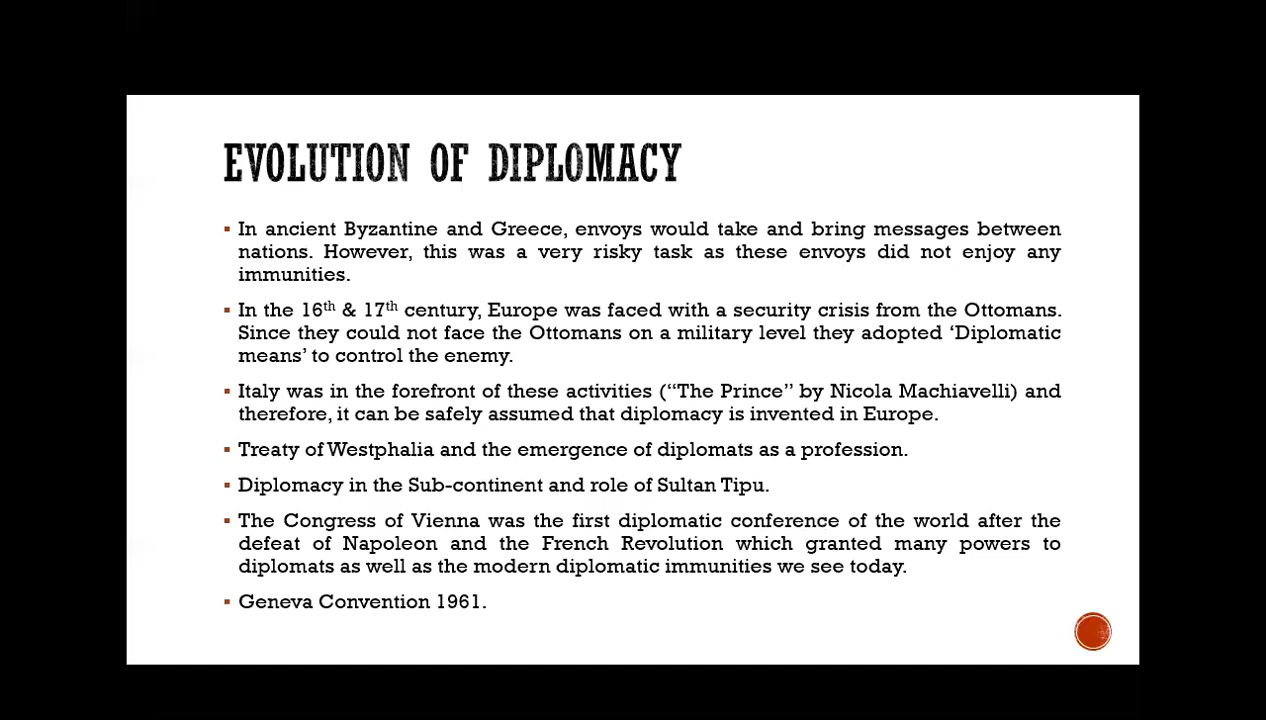 EVOLUTION OF DIPLOMACY
▪ In ancient Byzantine and Greece, envoys would take and bring messages between
nations. However, this was a very risky task as these envoys did not enjoy any
immunities.
▪ In the 16th & 17th century, Europe was faced with a security crisis from the Ottomans.
Since they could not face the Ottomans on a military level they adopted ‘Diplomatic
means’ to control the enemy.
▪ Italy was in the forefront of these activities (“The Prince” by Nicola Machiavelli) and
therefore, it can be safely assumed that diplomacy is invented in Europe.
▪ Treaty of Westphalia and the emergence of diplomats as a profession.
▪ Diplomacy in the Sub-continent and role of Sultan Tipu.
▪ The Congress of Vienna was the first diplomatic conference of the world after the
defeat of Napoleon and the French Revolution which granted many powers to
diplomats as well as the modern diplomatic immunities we see today.
▪ Geneva Convention 1961.